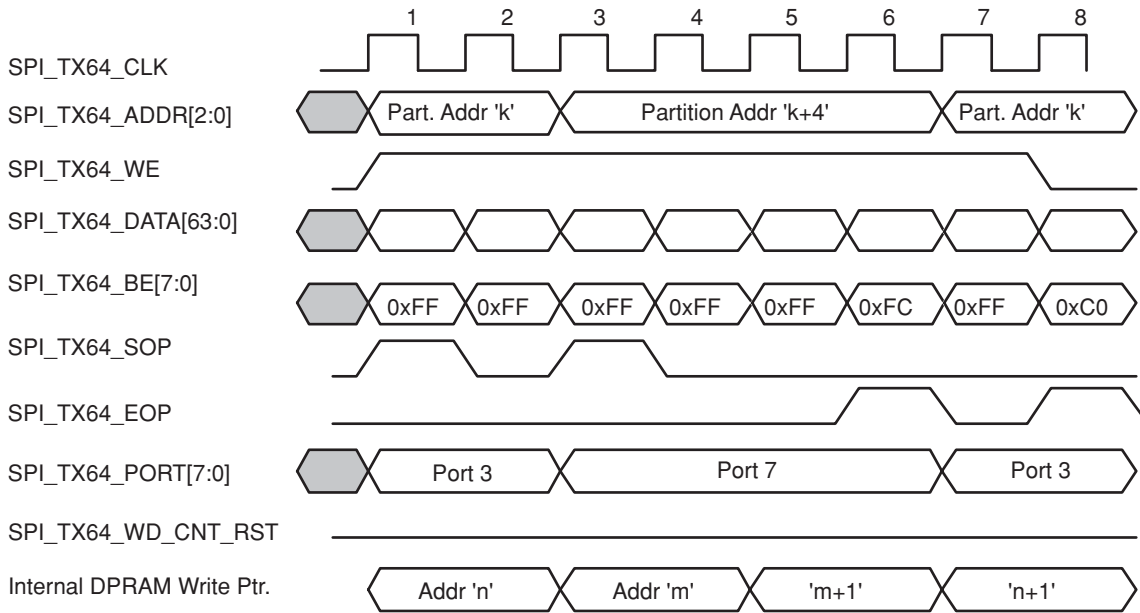 1 2 3 4 5 6 7 8
SPI_TX64_CLK
SPI_TX64_ADDR[2:0] Part. Addr 'k' Partition Addr 'k+4' Part. Addr 'k'
SPI_TX64_WE
SPI_TX64_DATA[63:0]
SPI_TX64_BE[7:0] 0xFF 0xFF 0xFF 0xFF 0xFF 0xFC 0xFF 0xC0
SPI_TX64_SOP
SPI_TX64_EOP
SPI_TX64_PORT[7:0] Port 3 Port 7 Port 3
SPI_TX64_WD_CNT_RST
Internal DPRAM Write Ptr. Addr 'n' Addr 'm' 'm+1' 'n+1'